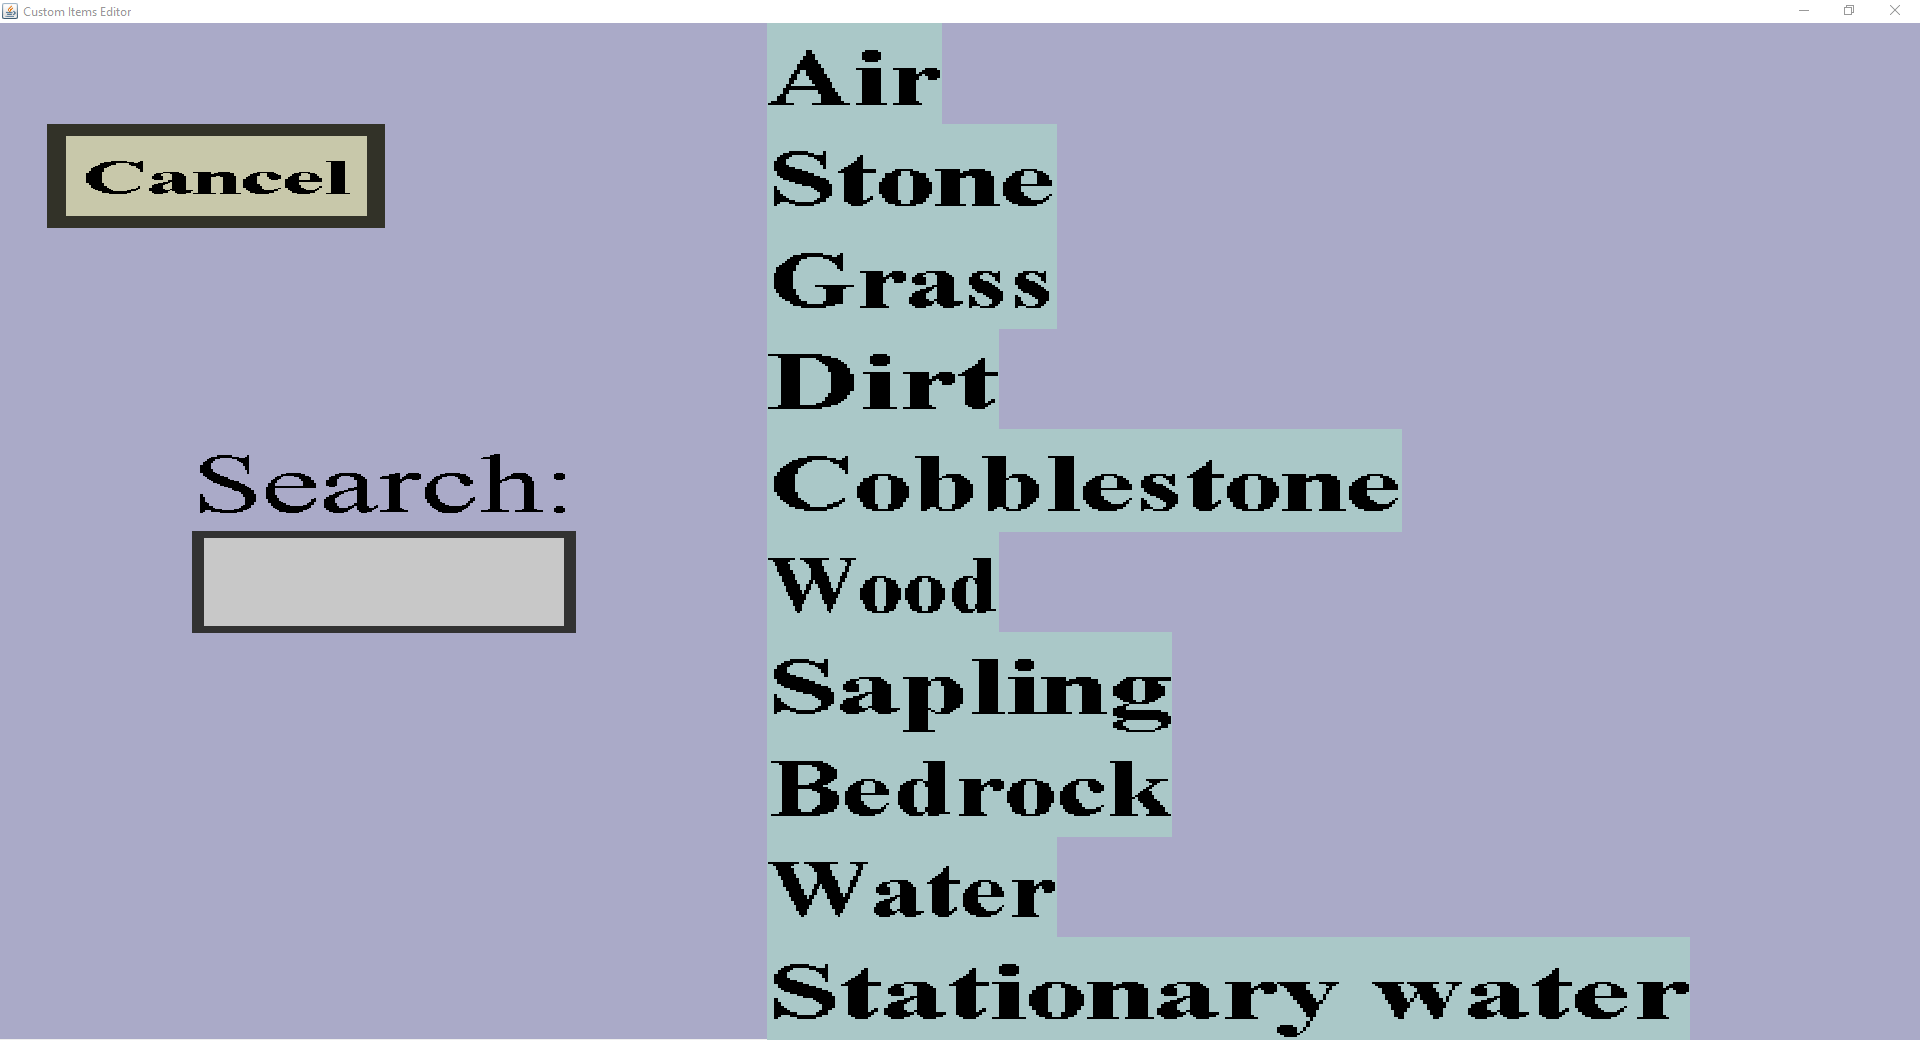 Custom Items Editor
Cancel
Search:
Air
Stone
Grass
Dirt
Cobblestone
Wood
Sapling
Bedrock
Water
Stationary water